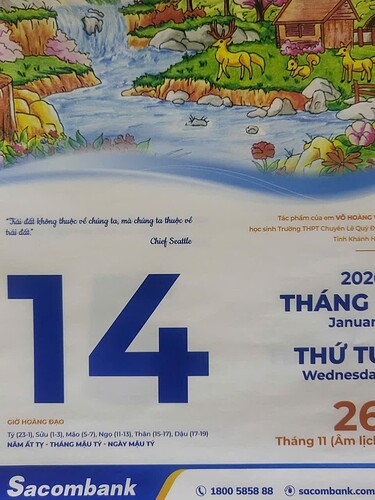 "Trái đất không thuộc về chúng ta, mà chúng ta thuộc về
trái đất."
Chief Seattle
Tác phẩm của em VÕ HOÀNG
học sinh Trường THPT Chuyên Lê Quý Đ
Tỉnh Khánh H
14
2026
THÁNG
Januar
THỨ TƯ
Wednesday
26
Tháng 11 (Âm lịch
GIỜ HOÀNG ĐẠO
Tý (23-1), Sửu (1-3), Mão (5-7), Ngọ (11-13), Thân (15-17), Dậu (17-19)
NĂM ẤT TỴ - THÁNG MẬU TÝ - NGÀY MẬU TÝ
Sacombank
1800 5858 88
sacombank.com